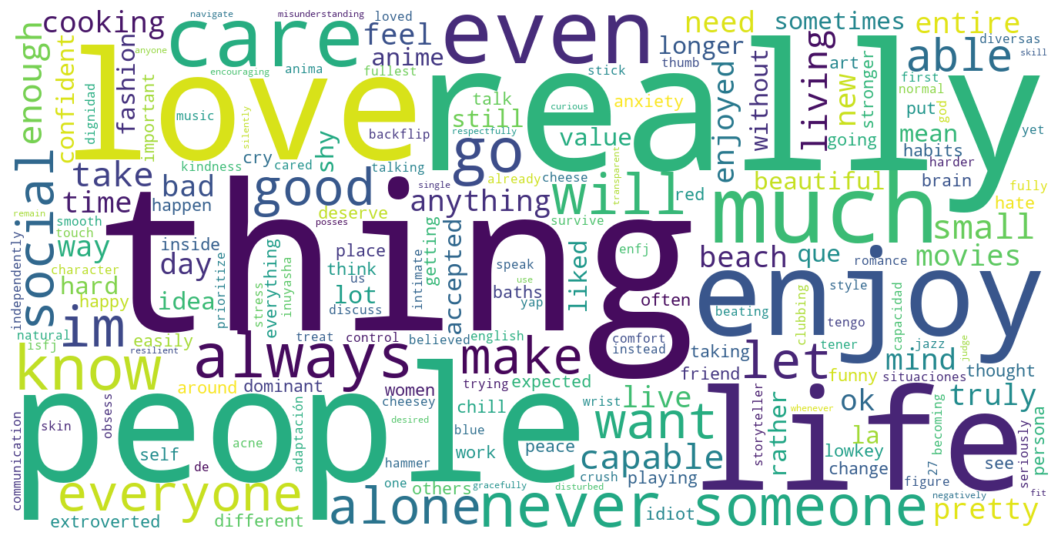 cooking
navigate
misunderstanding
loved
care
feel
even
need
sometimes
entire
anyone
love
encouraging
anima
anime
fullest
longer
thumb
able
diversas
skill
enough
confident
dignidad
fashion
important
music
silently
backflip
stick
talk
still
curious
respectfully
value
really
anxiety
enjoyed
without
living
new
art
stronger
first
normal
god
put
yet
going
mean
habits
harder
kindness
cry
cared
talking
shy
go
cheese
transparent
red
beautiful
brain
fully
hate
social
take
bad
time
happen
good
deserve
already
single
anything
will
survive
much
small
remain
smooth
touch
way
inside
day
posses
place
us
think
accepted
getting
liked
enfj
beach
que
romance
movies
independently
character
hard
happy
idea
prioritize
stress
everything
inuyasha
thing
lot
discuss
intimate
speak
yap
baths
use
often
enjoy
style
clubbing
capacidad
im
natural
isfj
resilient
easily
treat
control
believed
english
comfort
instead
beating
tener
tengo
jazz
judge
know
always
make
taking
friend
let
mind
funny
situaciones
thought
around
dominant
women
cheesey
trying
expected
whenever
people
communication
skin
obsess
acne
de
self
adaptación
desired
chill
blue
work
wrist
peace
live
want
capable
crush
playing
life
storyteller
rather
ok
la
lowkey
change
truly
becoming
see
seriously
persona
everyone
extroverted
different
hammer
one
others
gracefully
disturbed
alone
never
idiot
someone
figure
27
negatively
fit
pretty